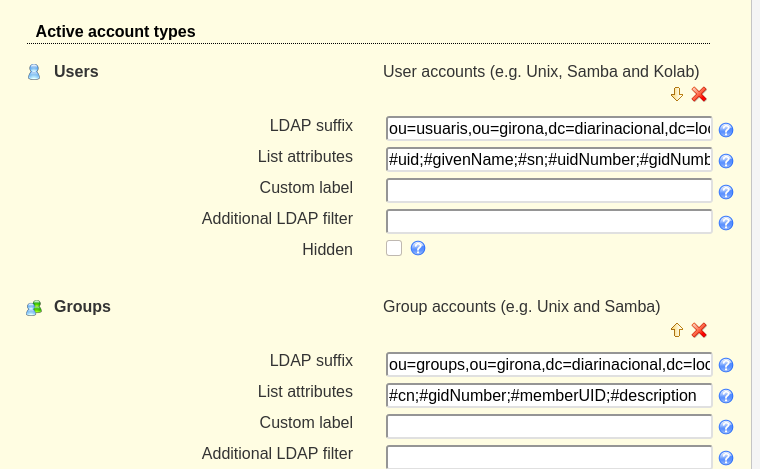 Active account types
Users User accounts (e.g. Unix, Samba and Kolab)
LDAP suffix ou=usuaris,ou=girona,dc=diarinacional,dc=loc
List attributes #uid;#givenName;#sn;#uidNumber;#gidNumb
Custom label
Additional LDAP filter
Hidden
Groups Group accounts (e.g. Unix and Samba)
LDAP suffix ou=groups,ou=girona,dc=diarinacional,dc=loc
List attributes #cn;#gidNumber;#memberUID;#description
Custom label
Additional LDAP filter